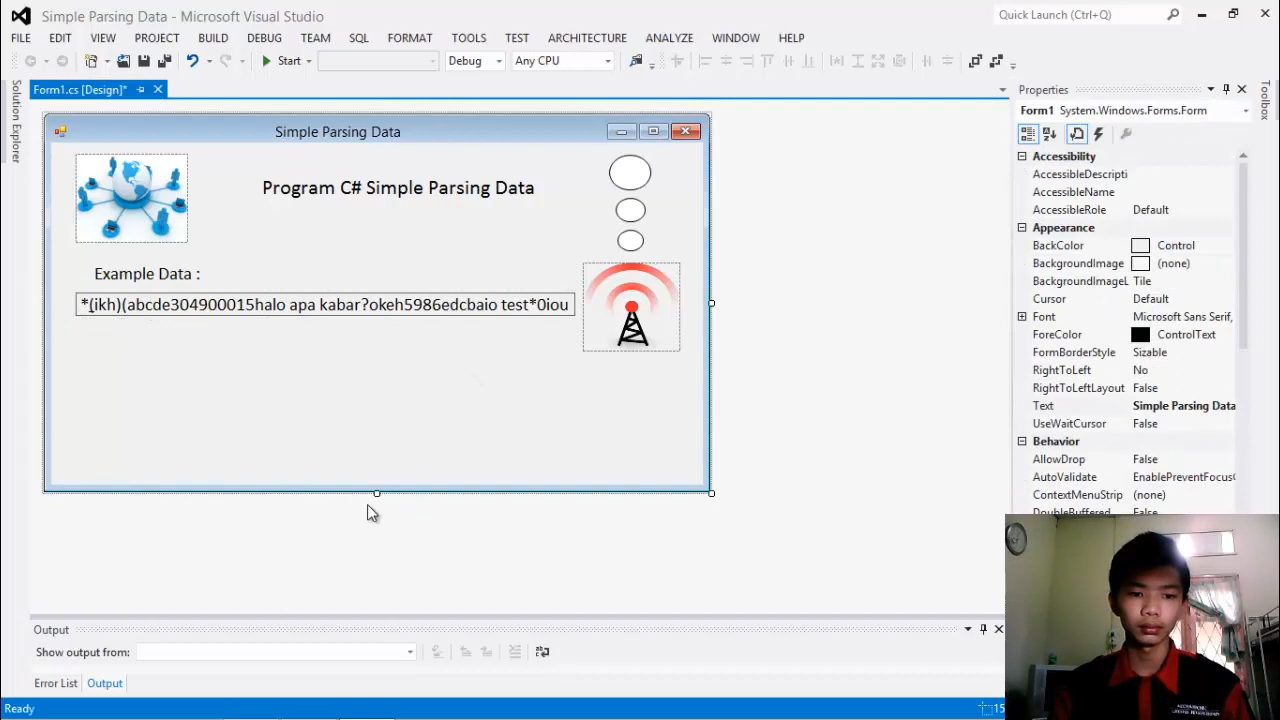 Simple Parsing Data - Microsoft Visual Studio
Quick Launch (Ctrl+Q)
FILE EDIT VIEW PROJECT BUILD DEBUG TEAM SQL FORMAT TOOLS TEST ARCHITECTURE ANALYZE WINDOW HELP
Start Debug Any CPU
Solution Explorer
Form1.cs [Design]*
Simple Parsing Data
Program C# Simple Parsing Data
Example Data :
*(ikh)(abcde304900015halo apa kabar?okeh5986edcbaio test*0iou
Properties
Form1 System.Windows.Forms.Form
Accessibility
AccessibleDescripti
AccessibleName
AccessibleRole Default
Appearance
BackColor Control
BackgroundImage (none)
BackgroundImageL Tile
Cursor Default
Font Microsoft Sans Serif,
ForeColor ControlText
FormBorderStyle Sizable
RightToLeft No
RightToLeftLayout False
Text Simple Parsing Data
UseWaitCursor False
Behavior
AllowDrop False
AutoValidate EnablePreventFocusC
ContextMenuStrip (none)
DoubleBuffered False
Toolbox
Output
Show output from:
Error List Output
Ready
15